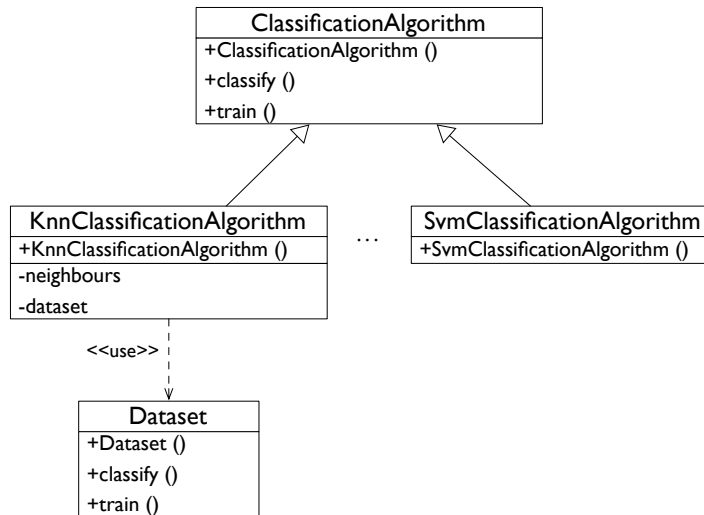 ClassificationAlgorithm
+ClassificationAlgorithm ()
+classify ()
+train ()
KnnClassificationAlgorithm
+KnnClassificationAlgorithm ()
-neighbours
-dataset
...
SvmClassificationAlgorithm
+SvmClassificationAlgorithm ()
<<use>>
Dataset
+Dataset ()
+classify ()
+train ()